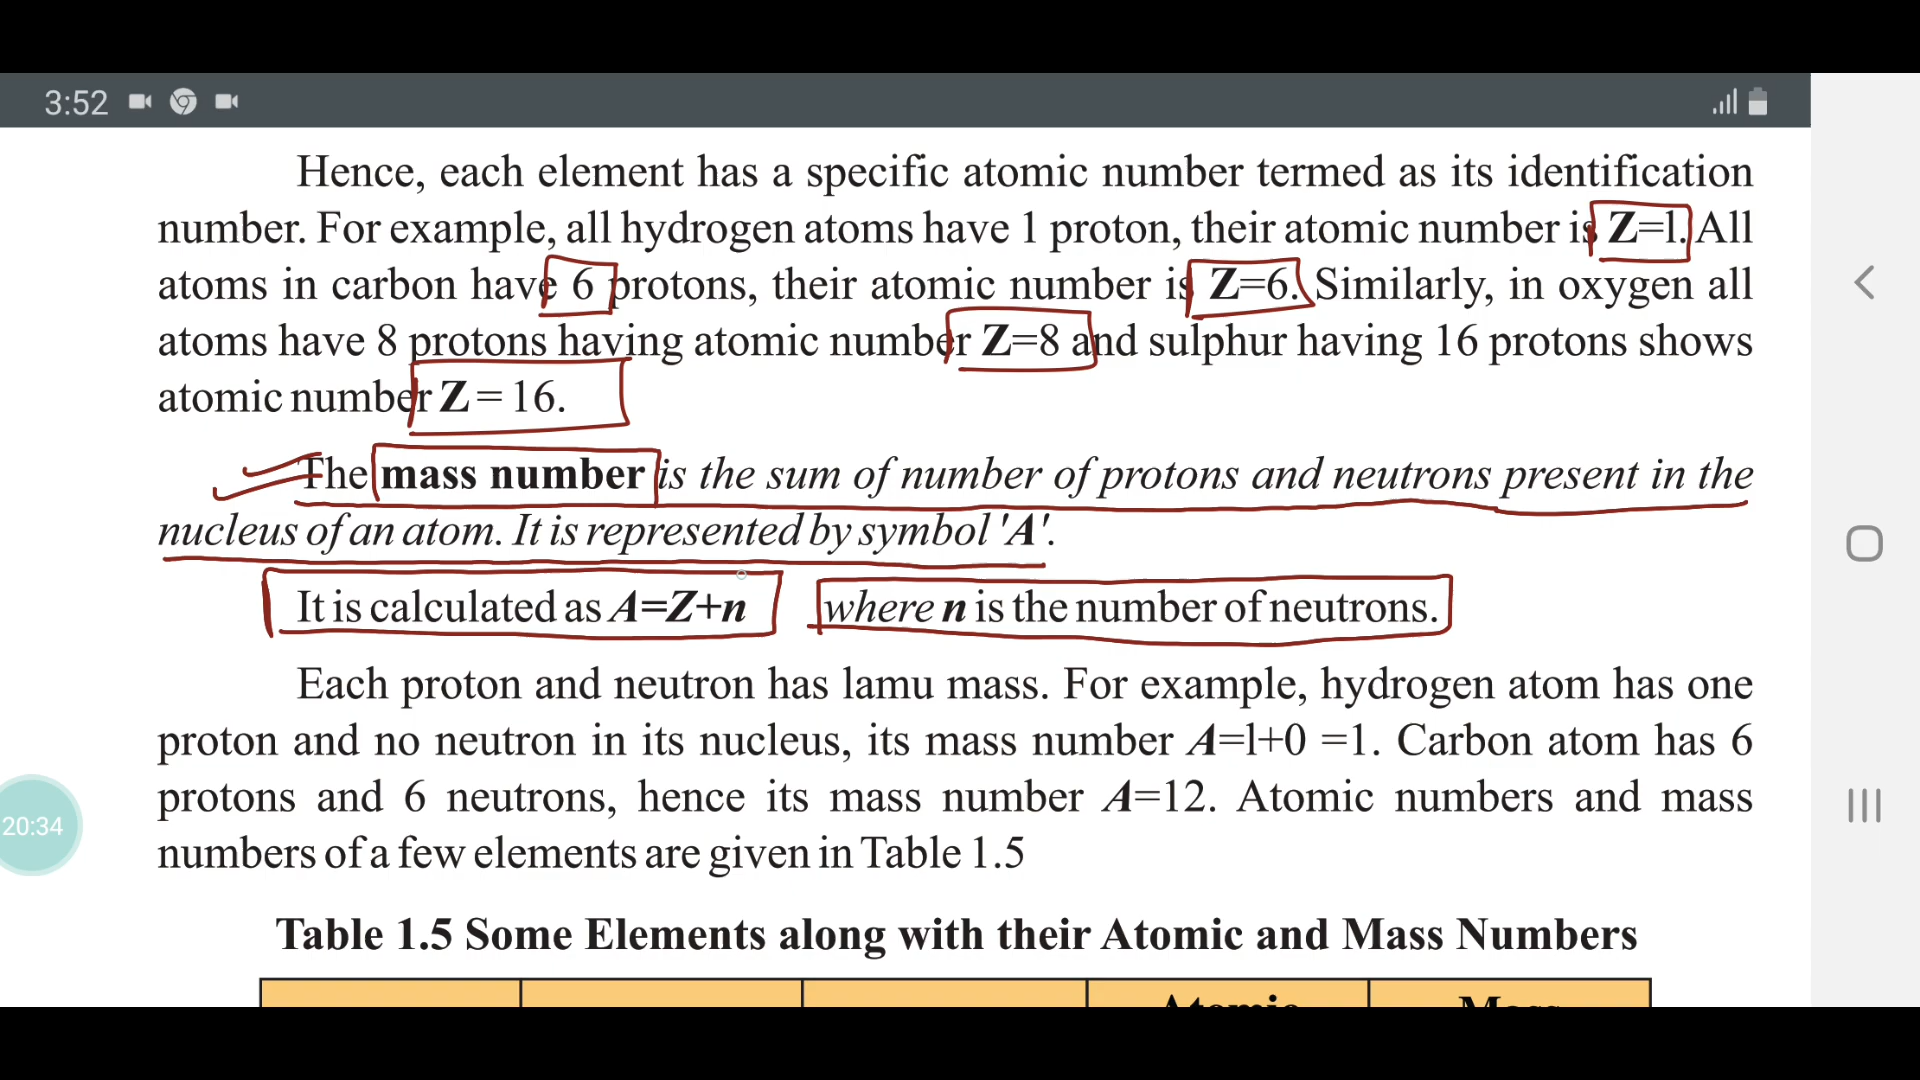 3:52
Hence, each element has a specific atomic number termed as its identification
number. For example, all hydrogen atoms have 1 proton, their atomic number is Z=l. All
atoms in carbon have 6 protons, their atomic number is Z=6. Similarly, in oxygen all
atoms have 8 protons having atomic number Z=8 and sulphur having 16 protons shows
atomic number Z = 16.
The mass number is the sum of number of protons and neutrons present in the
nucleus of an atom. It is represented by symbol 'A'.
It is calculated as A=Z+n where n is the number of neutrons.
Each proton and neutron has lamu mass. For example, hydrogen atom has one
proton and no neutron in its nucleus, its mass number A=l+0 =1. Carbon atom has 6
protons and 6 neutrons, hence its mass number A=12. Atomic numbers and mass
20:34
numbers of a few elements are given in Table 1.5
Table 1.5 Some Elements along with their Atomic and Mass Numbers
Atomic Mass